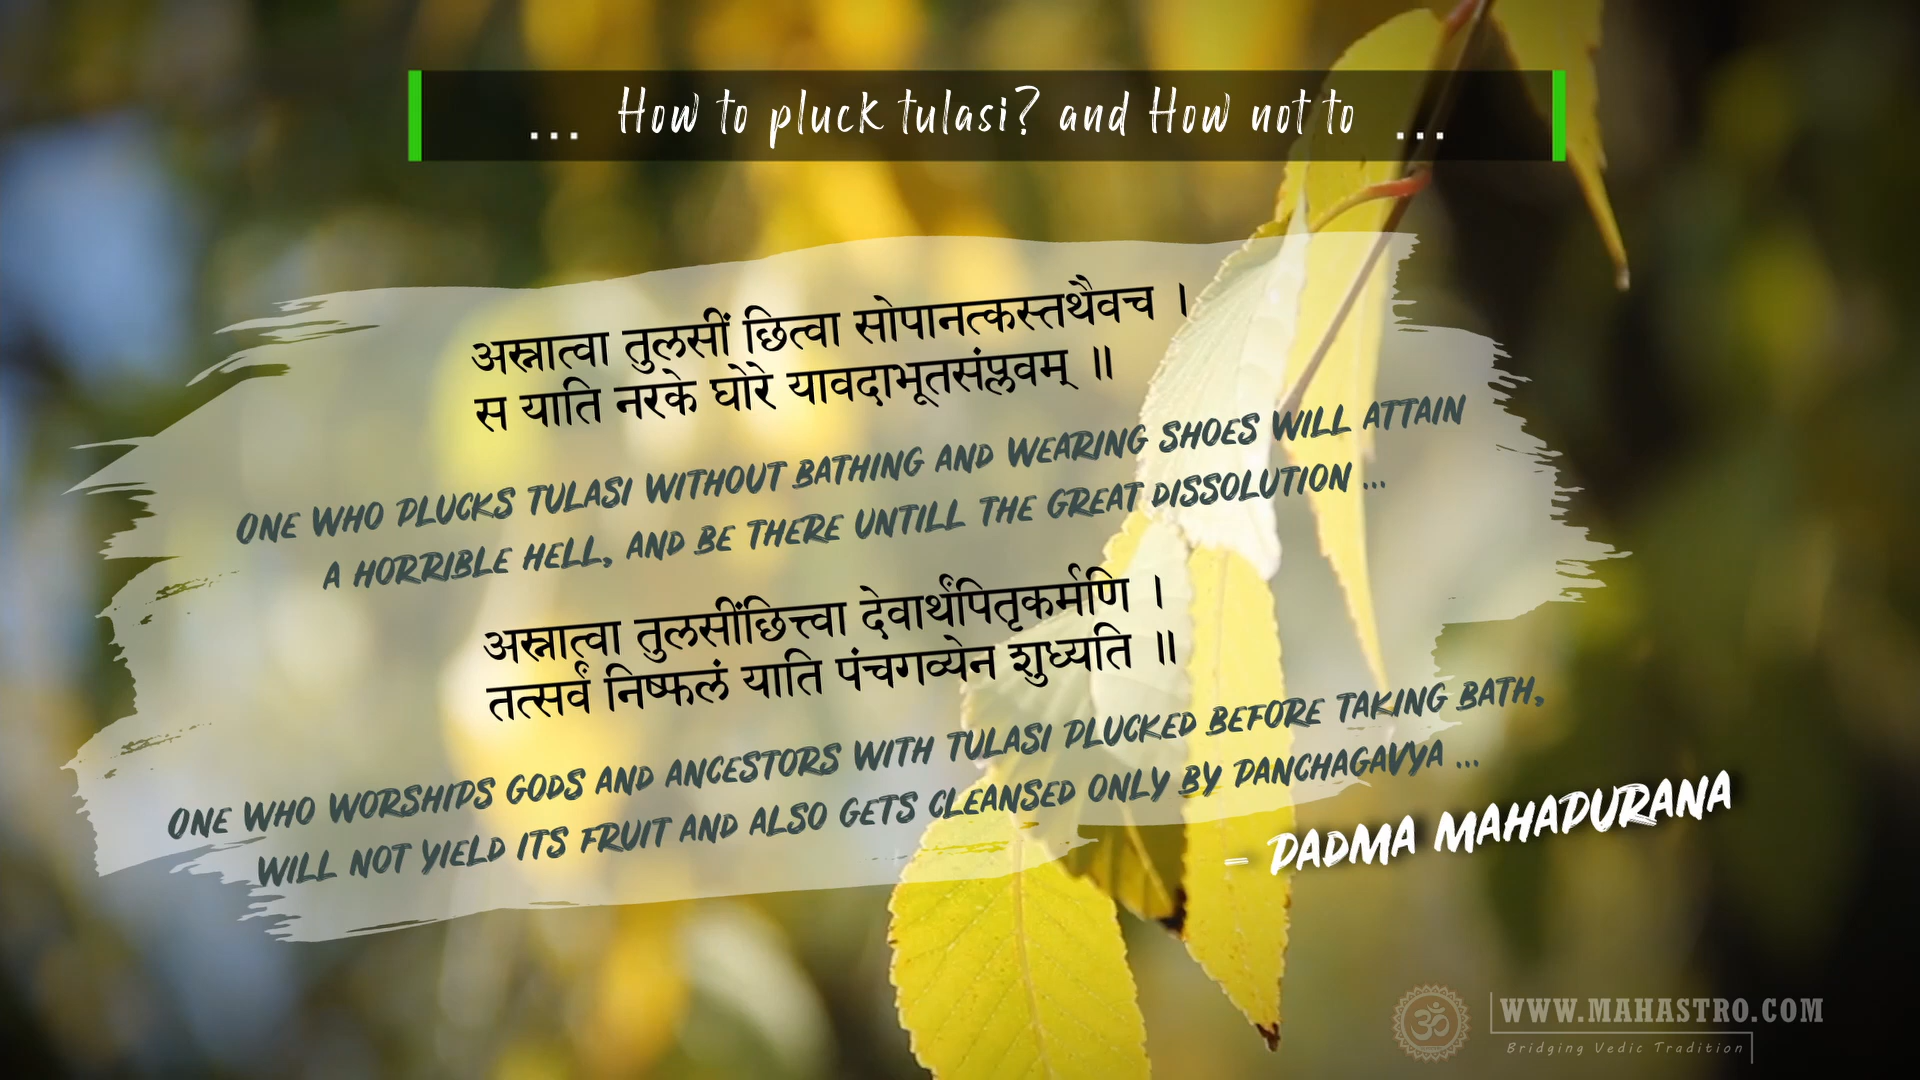 ... How to pluck tulasi? and How not to ...
अस्नात्वा तुलसीं छित्वा सोपानत्कस्तथैवच ।
स याति नरके घोरे यावदाभूतसंप्लवम् ॥
ONE WHO PLUCKS TULASI WITHOUT BATHING AND WEARING SHOES WILL ATTAIN
A HORRIBLE HELL, AND BE THERE UNTILL THE GREAT DISSOLUTION ...
अस्नात्वा तुलसींछित्त्वा देवार्थंपितृकर्मणि ।
तत्सर्वं निष्फलं याति पंचगव्येन शुध्यति ॥
ONE WHO WORSHIPS GODS AND ANCESTORS WITH TULASI PLUCKED BEFORE TAKING BATH,
WILL NOT YIELD ITS FRUIT AND ALSO GETS CLEANSED ONLY BY PANCHAGAVYA ...
– PADMA MAHAPURANA
ॐ
WWW.MAHASTRO.COM
Bridging Vedic Tradition